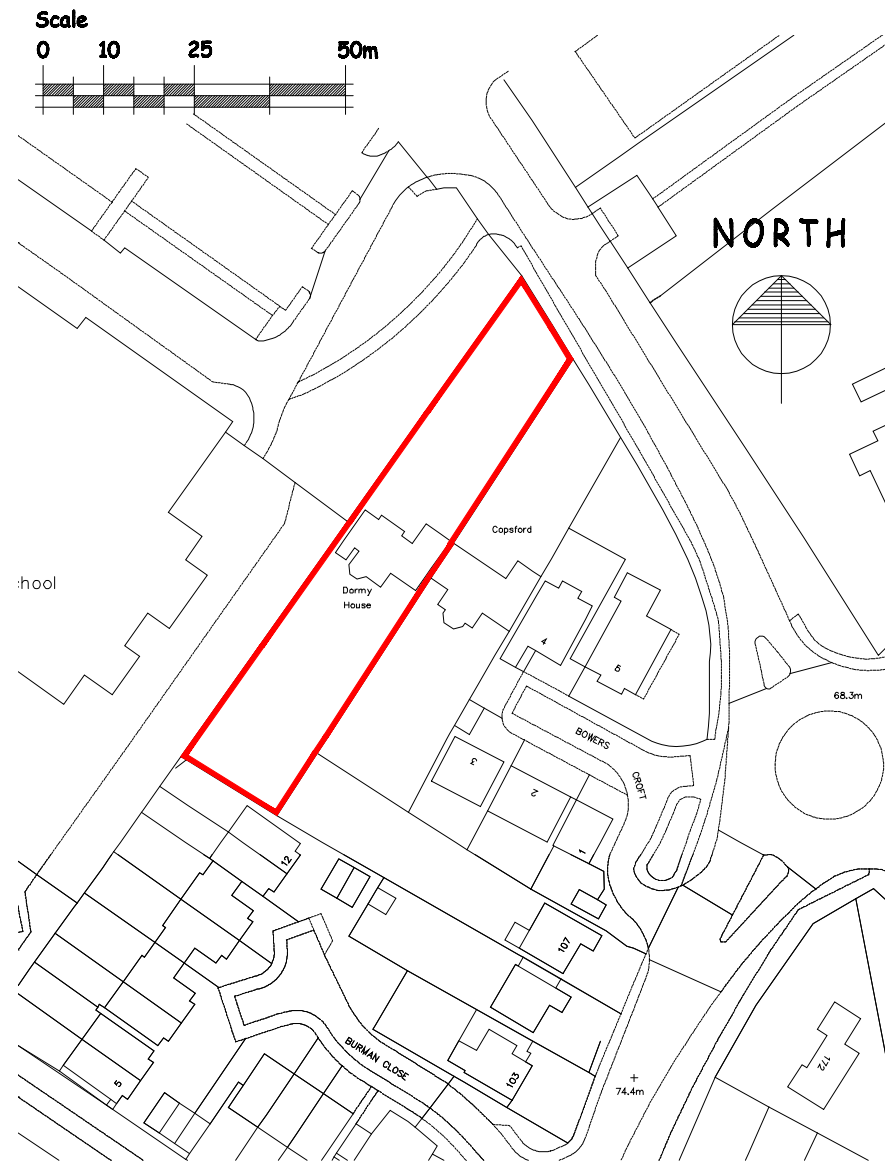 Scale
0 10 25 50m
NORTH
Copsford
chool
Dormy
House
4
5
68.3m
BOWERS
CROFT
3
2
1
12
107
BURMAN CLOSE
103
5
74.4m
172